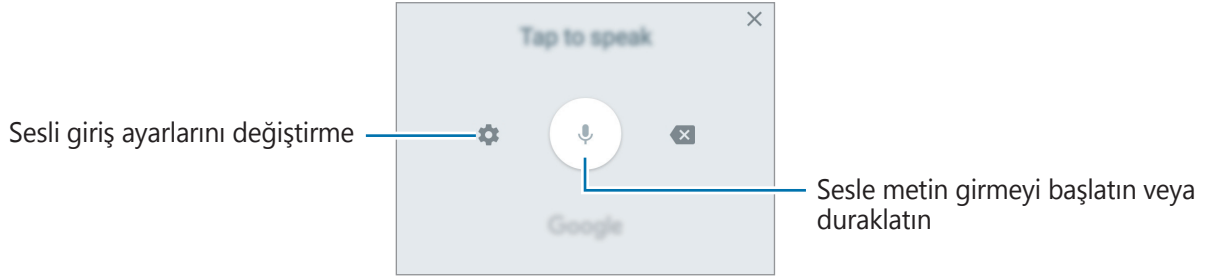 Tap to speak
Sesli giriş ayarlarını değiştirme
Sesle metin girmeyi başlatın veya
duraklatın
Google